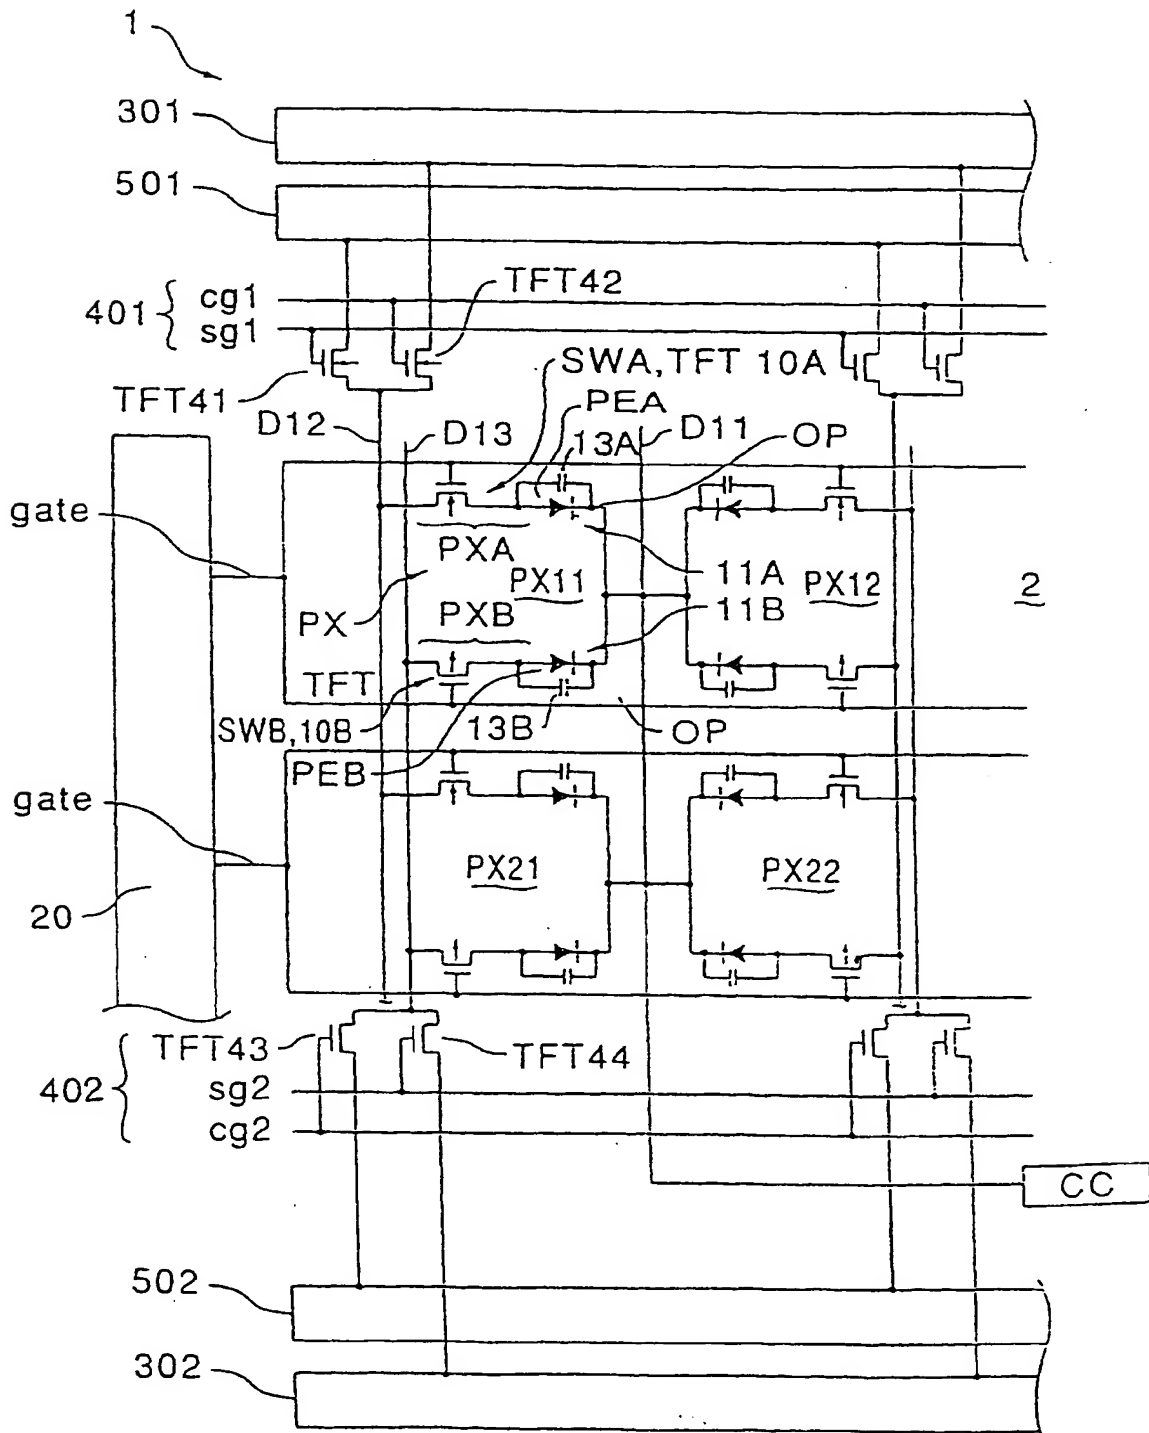 1
301
501
401
cg1
sg1
TFT42
TFT41
SWA,TFT 10A
PEA
D12
D13
13A
D11
OP
gate
PXA
PX11
11A
PX12
2
PX
PXB
11B
TFT
SWB,10B
13B
OP
PEB
gate
PX21
PX22
20
TFT43
TFT44
402
sg2
cg2
CC
502
302